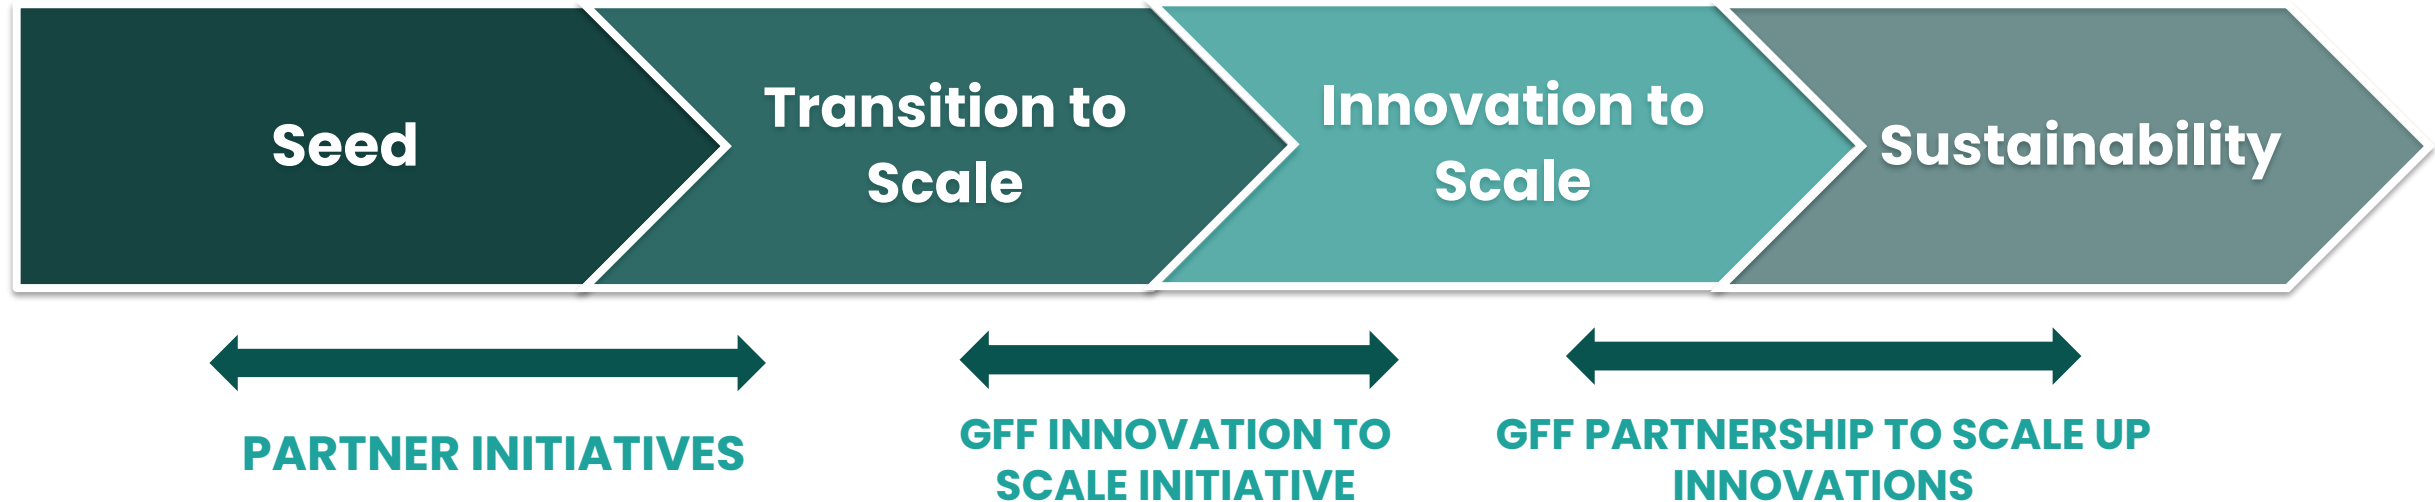 Seed
Transition to
Scale
Innovation to
Scale
Sustainability
PARTNER INITIATIVES
GFF INNOVATION TO
SCALE INITIATIVE
GFF PARTNERSHIP TO SCALE UP
INNOVATIONS